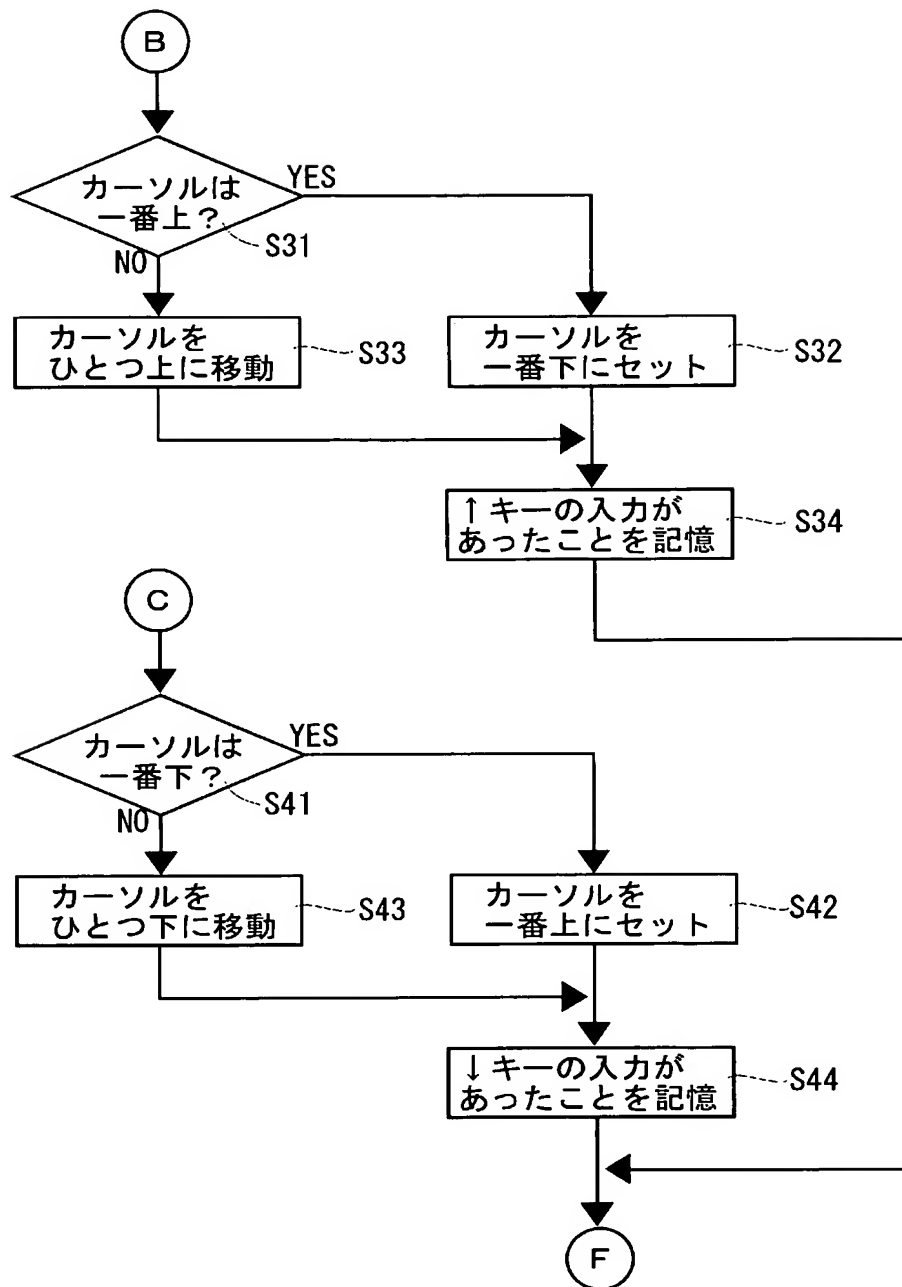 B
カーソルは
一番上?
YES
S31
NO
カーソルを
ひとつ上に移動
S33
カーソルを
一番下にセット
S32
↑キーの入力が
あったことを記憶
S34
C
カーソルは
一番下?
YES
S41
NO
カーソルを
ひとつ下に移動
S43
カーソルを
一番上にセット
S42
↓キーの入力が
あったことを記憶
S44
F